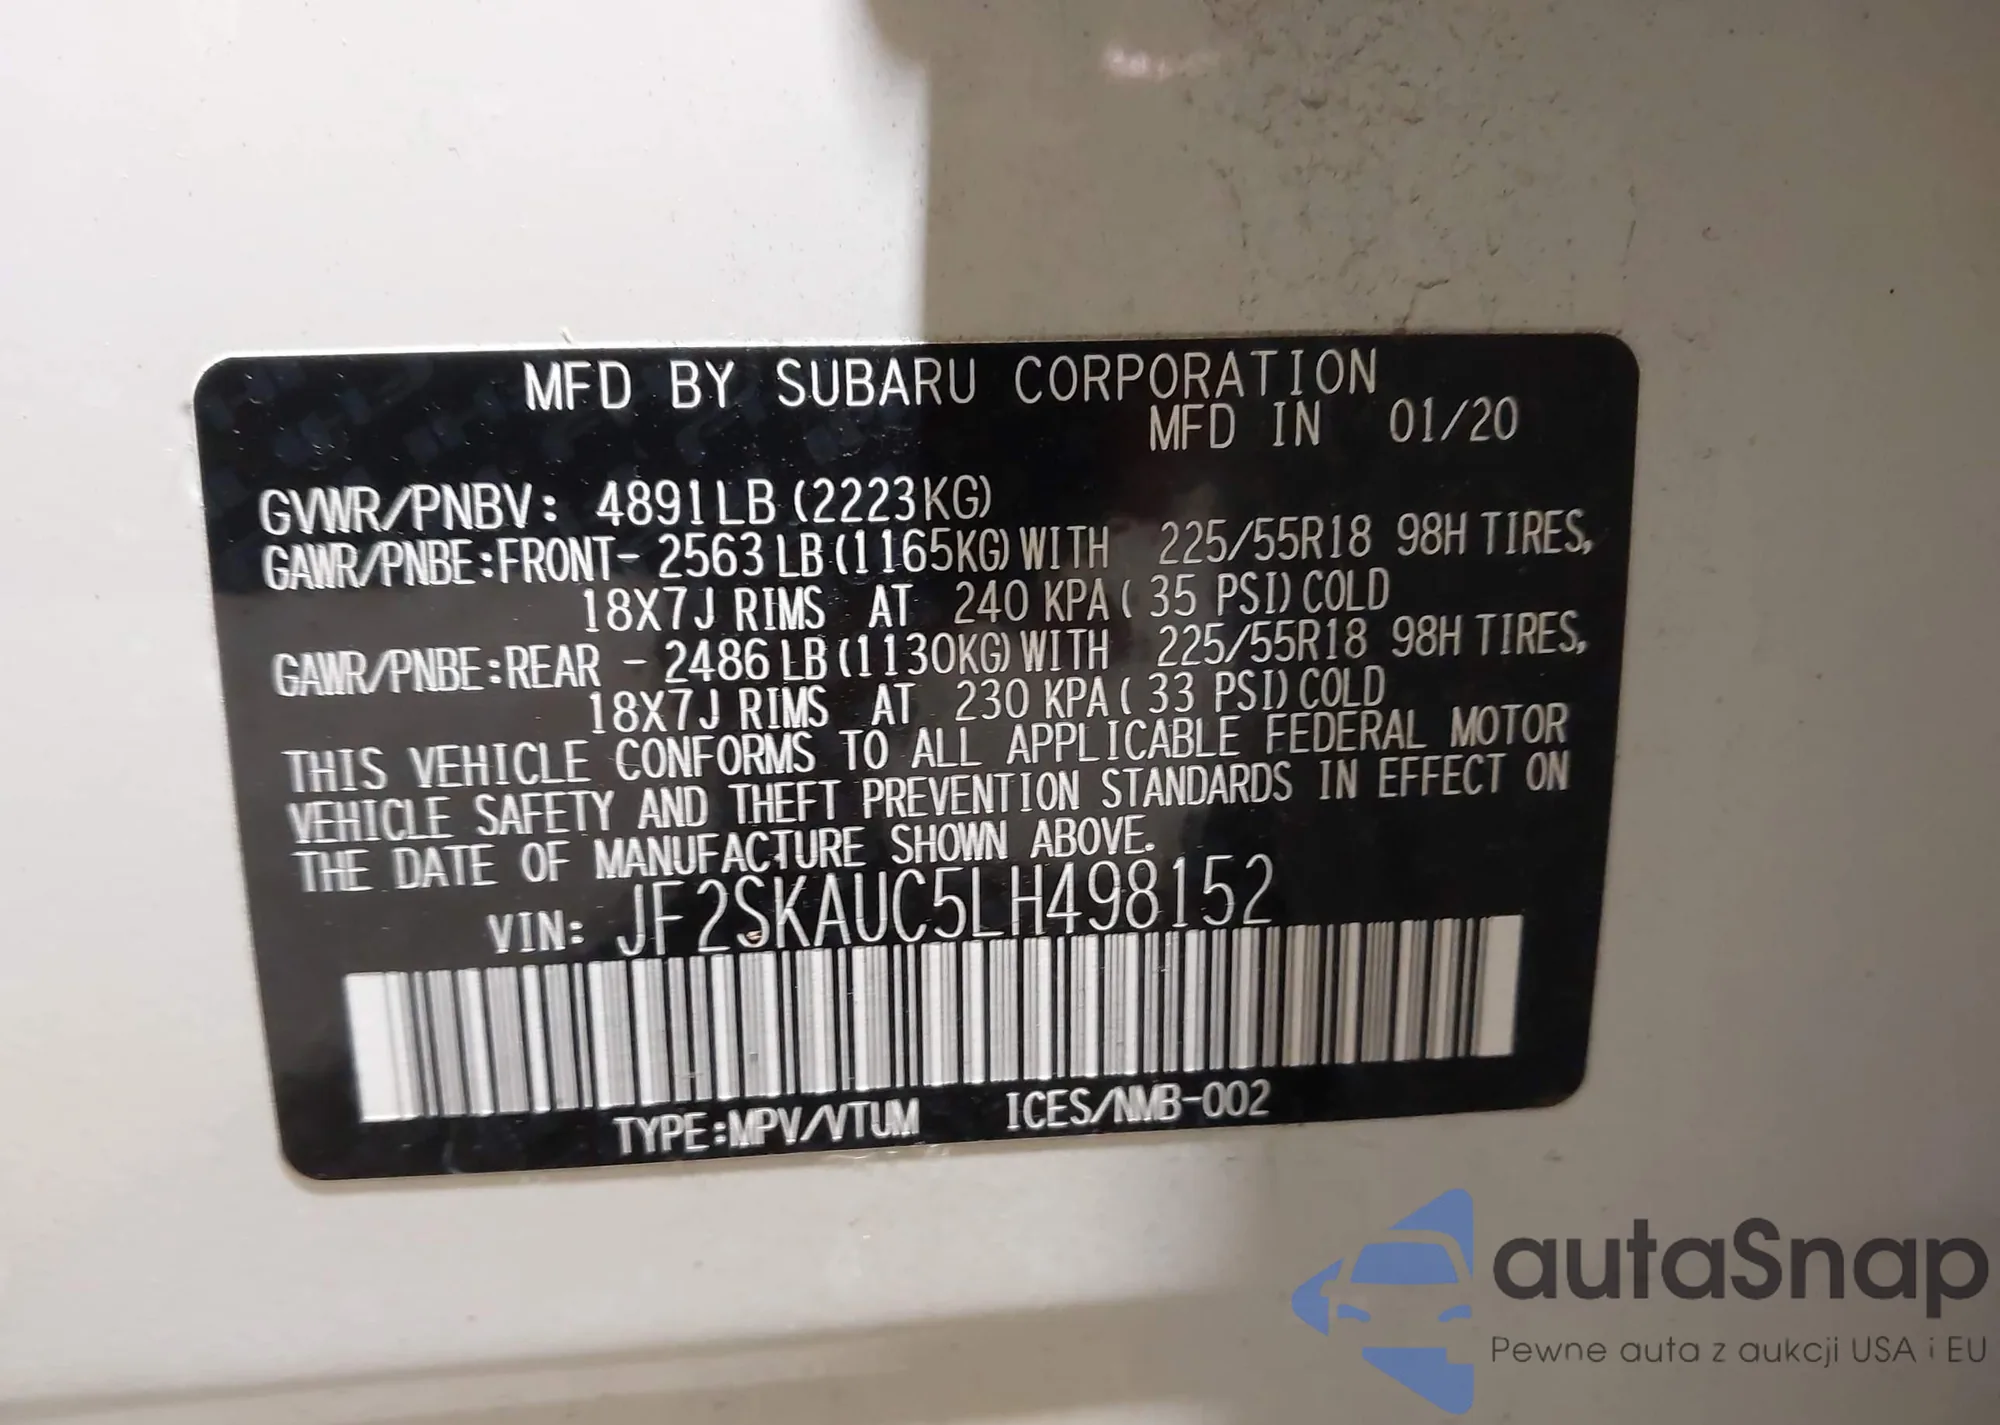 MFD BY SUBARU CORPORATION
MFD IN 01/20
GVWR/PNBV: 4891LB (2223KG)
GAWR/PNBE:FRONT- 2563 LB (1165KG) WITH 225/55R18 98H TIRES,
18X7J RIMS AT 240 KPA ( 35 PSI) COLD
GAWR/PNBE:REAR - 2486 LB (1130KG) WITH 225/55R18 98H TIRES,
18X7J RIMS AT 230 KPA ( 33 PSI) COLD
THIS VEHICLE CONFORMS TO ALL APPLICABLE FEDERAL MOTOR
VEHICLE SAFETY AND THEFT PREVENTION STANDARDS IN EFFECT ON
THE DATE OF MANUFACTURE SHOWN ABOVE.
VIN: JF2SKAUC5LH498152
TYPE:MPV/VTUM ICES/NMB-002
autaSnap
Pewne auta z aukcji USA i EU